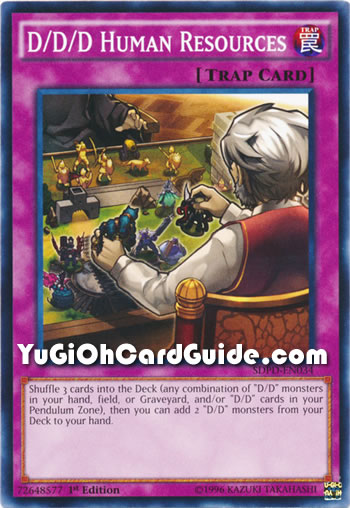 D/D/D HUMAN RESOURCES
TRAP
罠
[TRAP CARD]
YuGiOhCardGuide.com
SDPD-EN034
Shuffle 3 cards into the Deck (any combination of "D/D" monsters
in your hand, field, or Graveyard, and/or "D/D" cards in your
Pendulum Zone), then you can add 2 "D/D" monsters from your
Deck to your hand.
72648577 1st Edition ©1996 KAZUKI TAKAHASHI